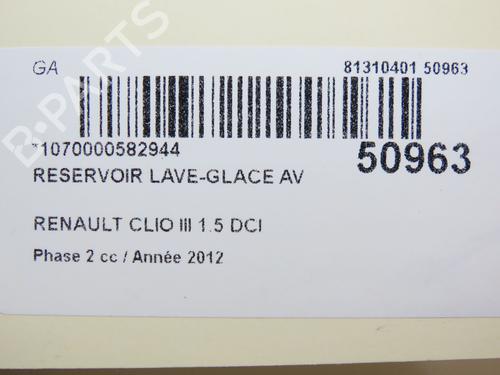 B-PARTS
GA 81310401 50963
*1070000582944 50963
RESERVOIR LAVE-GLACE AV
RENAULT CLIO III 1.5 DCI
Phase 2 cc / Année 2012